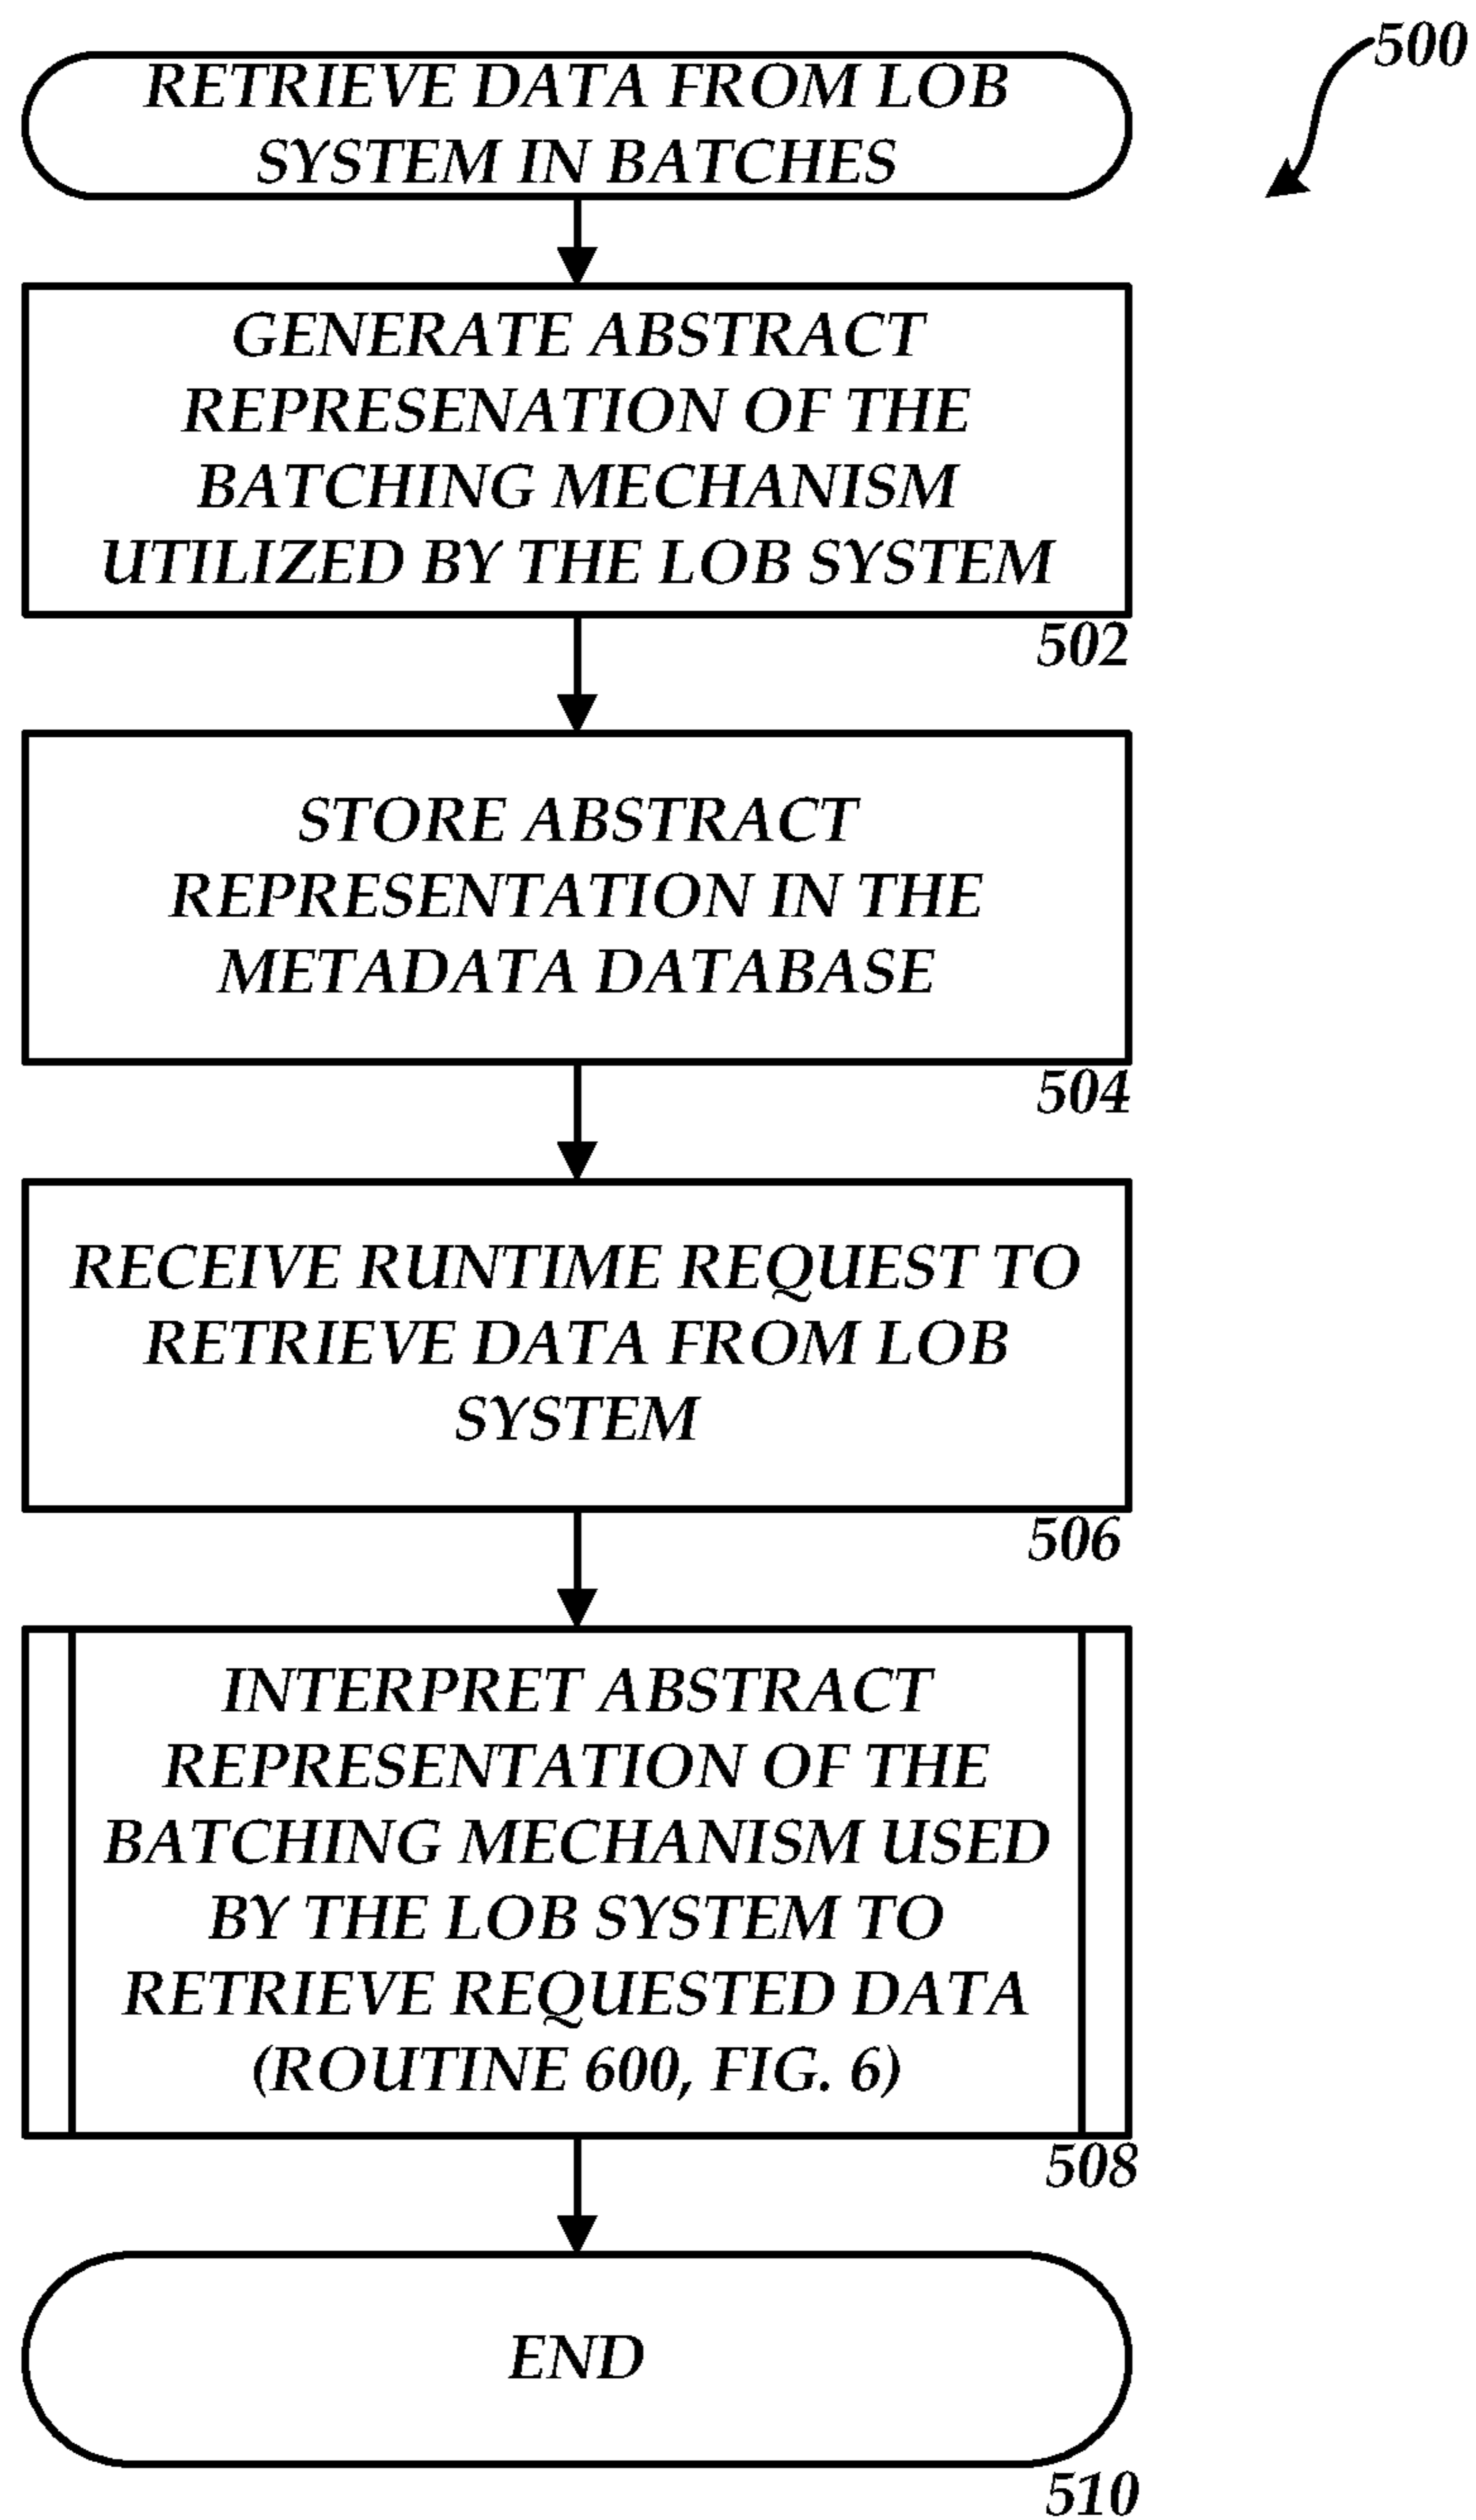 500
RETRIEVE DATA FROM LOB
SYSTEM IN BATCHES
GENERATE ABSTRACT
REPRESENATION OF THE
BATCHING MECHANISM
UTILIZED BY THE LOB SYSTEM
502
STORE ABSTRACT
REPRESENTATION IN THE
METADATA DATABASE
504
RECEIVE RUNTIME REQUEST TO
RETRIEVE DATA FROM LOB
SYSTEM
506
INTERPRET ABSTRACT
REPRESENTATION OF THE
BATCHING MECHANISM USED
BY THE LOB SYSTEM TO
RETRIEVE REQUESTED DATA
(ROUTINE 600, FIG. 6)
508
END
510